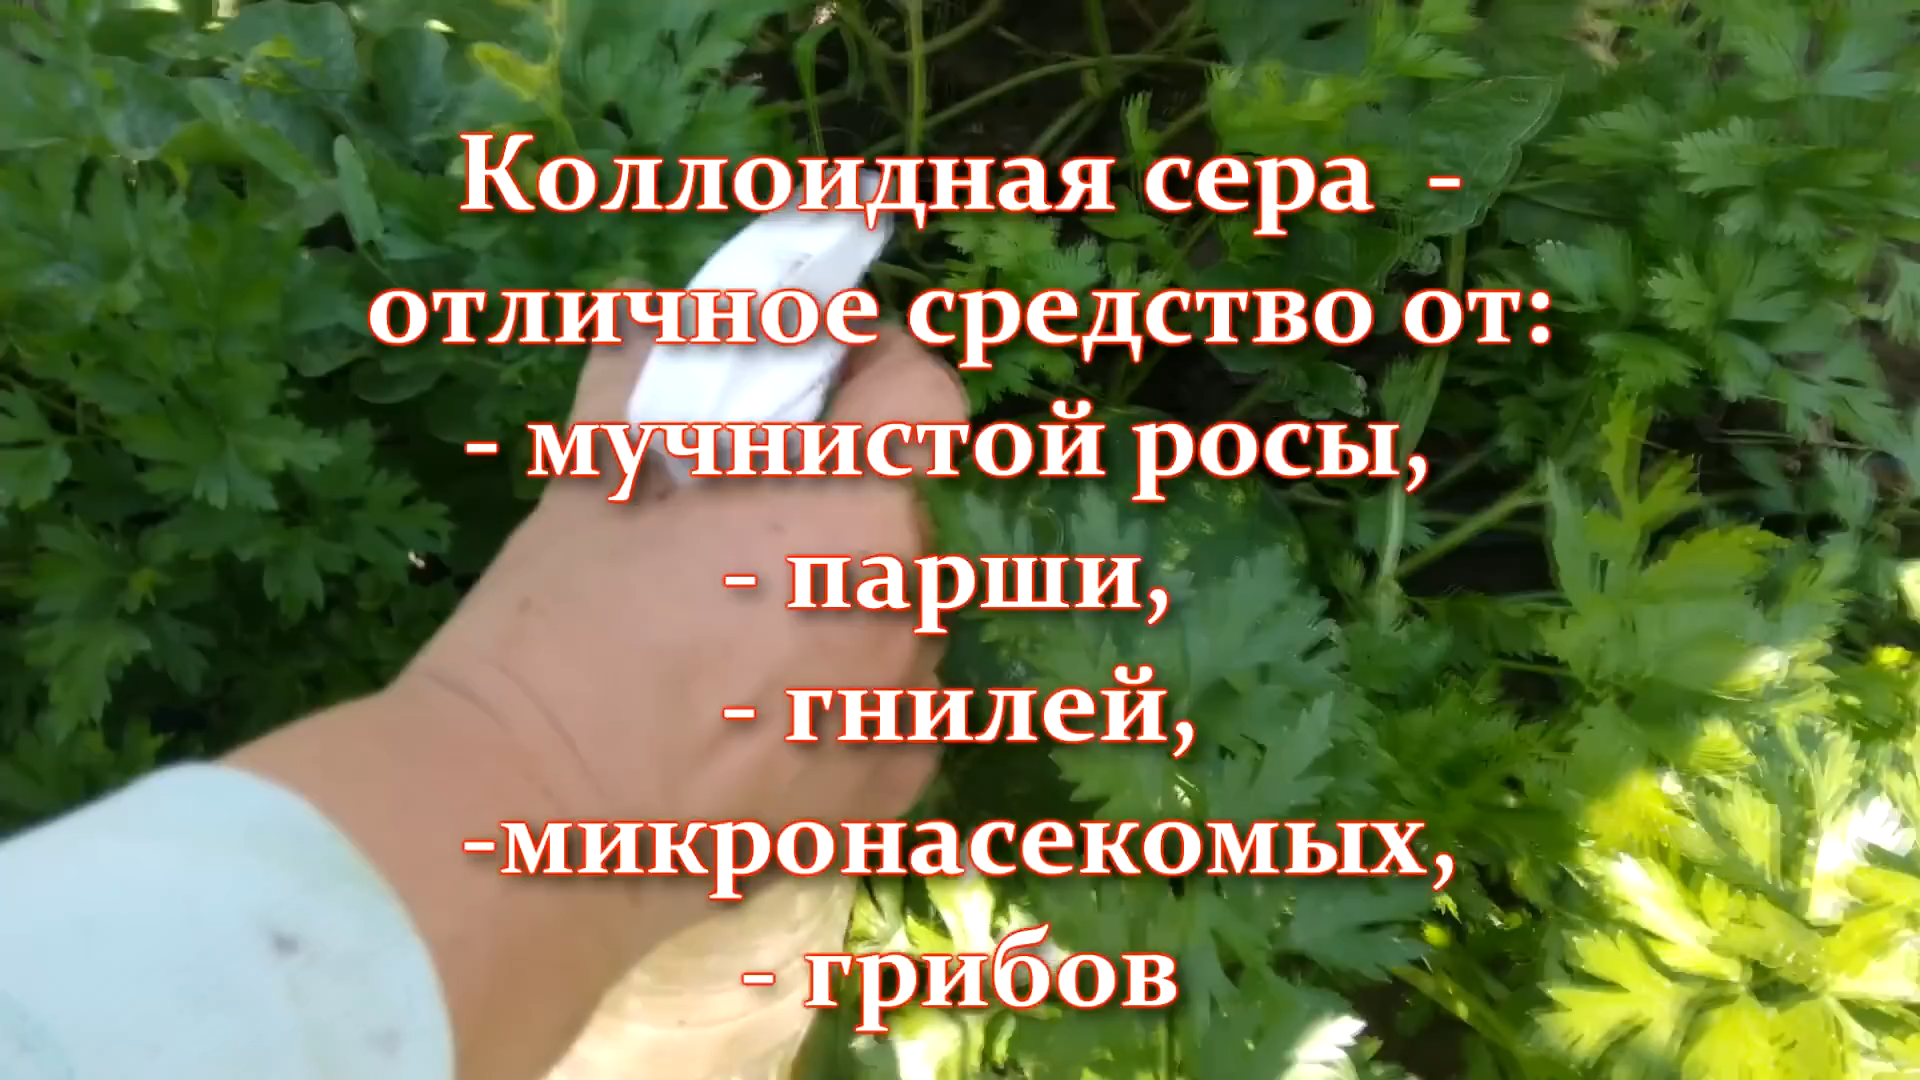 Коллоидная сера -
отличное средство от:
- мучнистой росы,
- парши,
- гнилей,
-микронасекомых,
- грибов